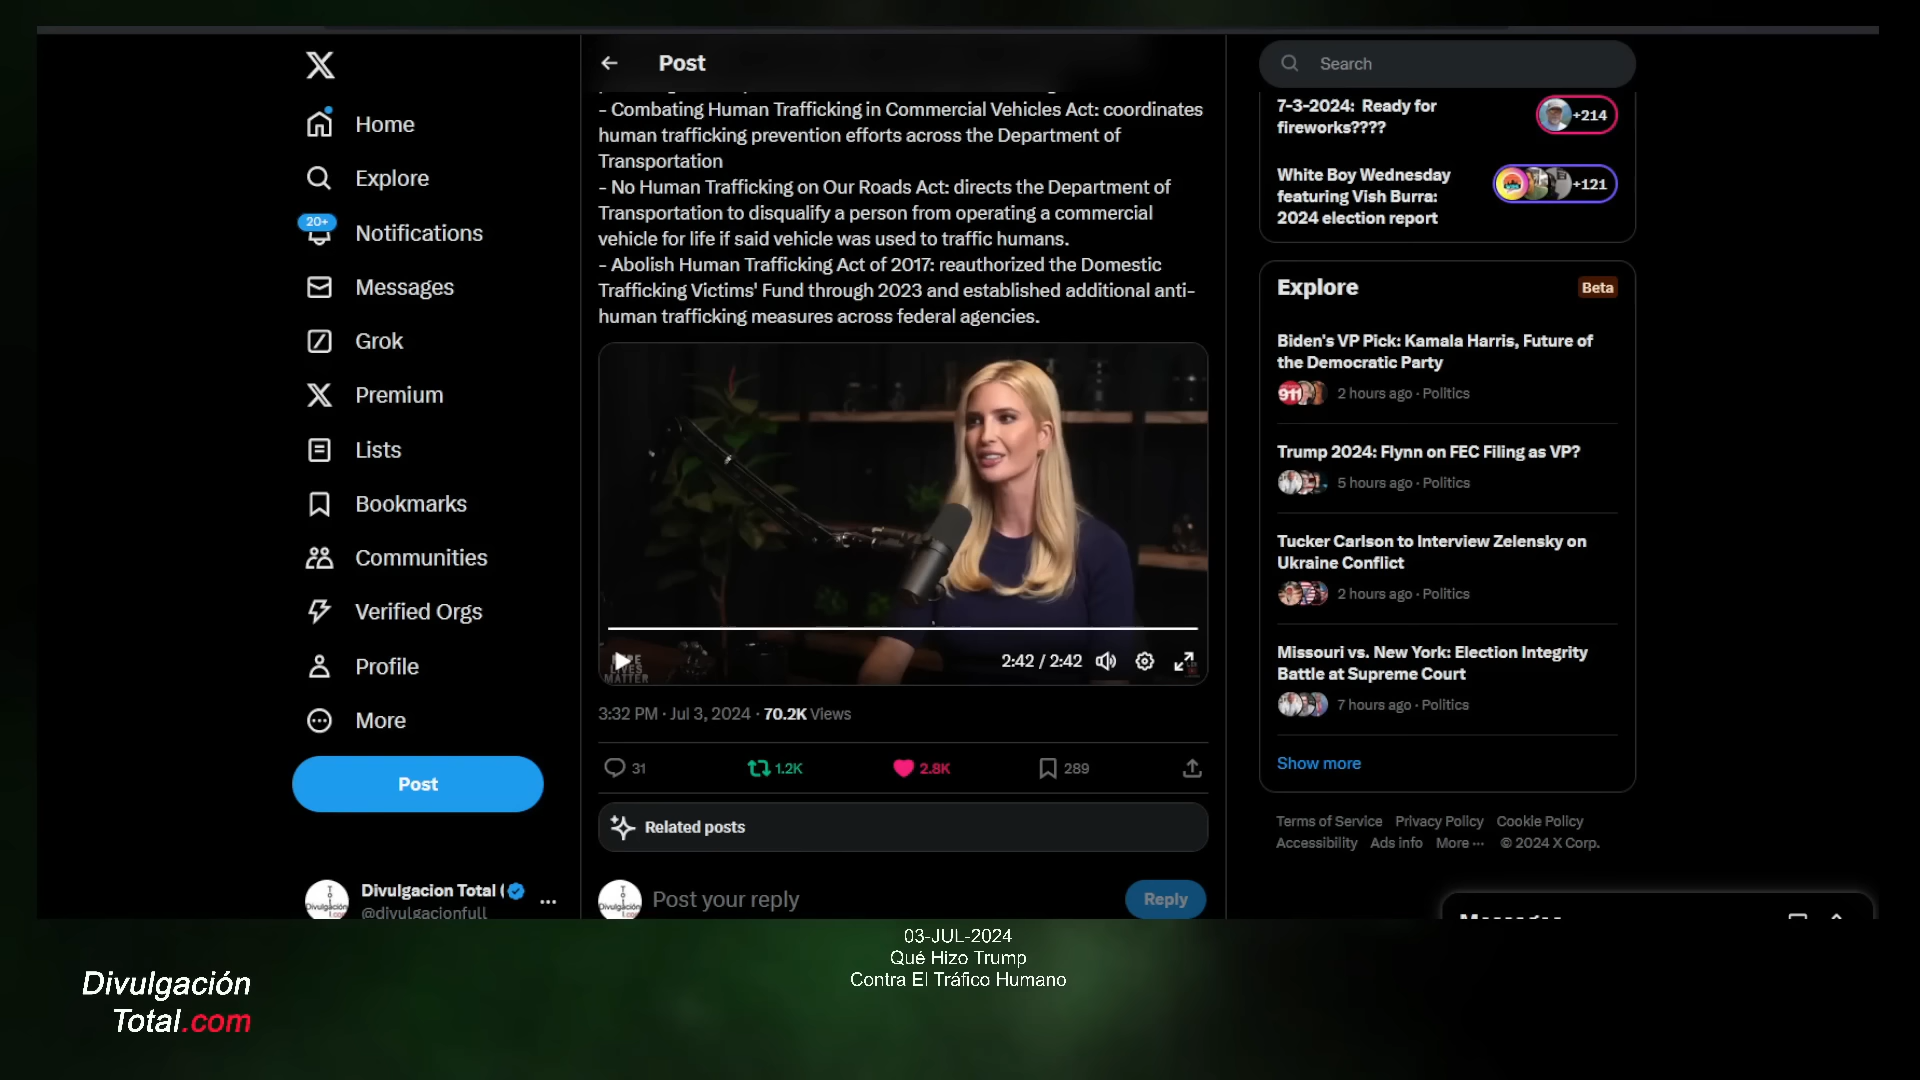 Home
Explore
20+
Notifications
Messages
Grok
Premium
Lists
Bookmarks
Communities
Verified Orgs
Profile
More
Post
Divulgacion Total (
@divulgacionfull
Post
- Combating Human Trafficking in Commercial Vehicles Act: coordinates
human trafficking prevention efforts across the Department of
Transportation
- No Human Trafficking on Our Roads Act: directs the Department of
Transportation to disqualify a person from operating a commercial
vehicle for life if said vehicle was used to traffic humans.
- Abolish Human Trafficking Act of 2017: reauthorized the Domestic
Trafficking Victims' Fund through 2023 and established additional anti-
human trafficking measures across federal agencies.
LIVES
MATTER
2:42 / 2:42
3:32 PM · Jul 3, 2024 · 70.2K Views
31
1.2K
2.8K
289
Related posts
Divulgación
Post your reply
Reply
Search
7-3-2024: Ready for
fireworks????
+214
White Boy Wednesday
featuring Vish Burra:
2024 election report
+121
Explore
Beta
Biden's VP Pick: Kamala Harris, Future of
the Democratic Party
911
2 hours ago · Politics
Trump 2024: Flynn on FEC Filing as VP?
5 hours ago · Politics
Tucker Carlson to Interview Zelensky on
Ukraine Conflict
2 hours ago · Politics
Missouri vs. New York: Election Integrity
Battle at Supreme Court
7 hours ago · Politics
Show more
Terms of Service Privacy Policy Cookie Policy
Accessibility Ads info More ··· © 2024 X Corp.
03-JUL-2024
Qué Hizo Trump
Contra El Tráfico Humano
Divulgación
Total.com